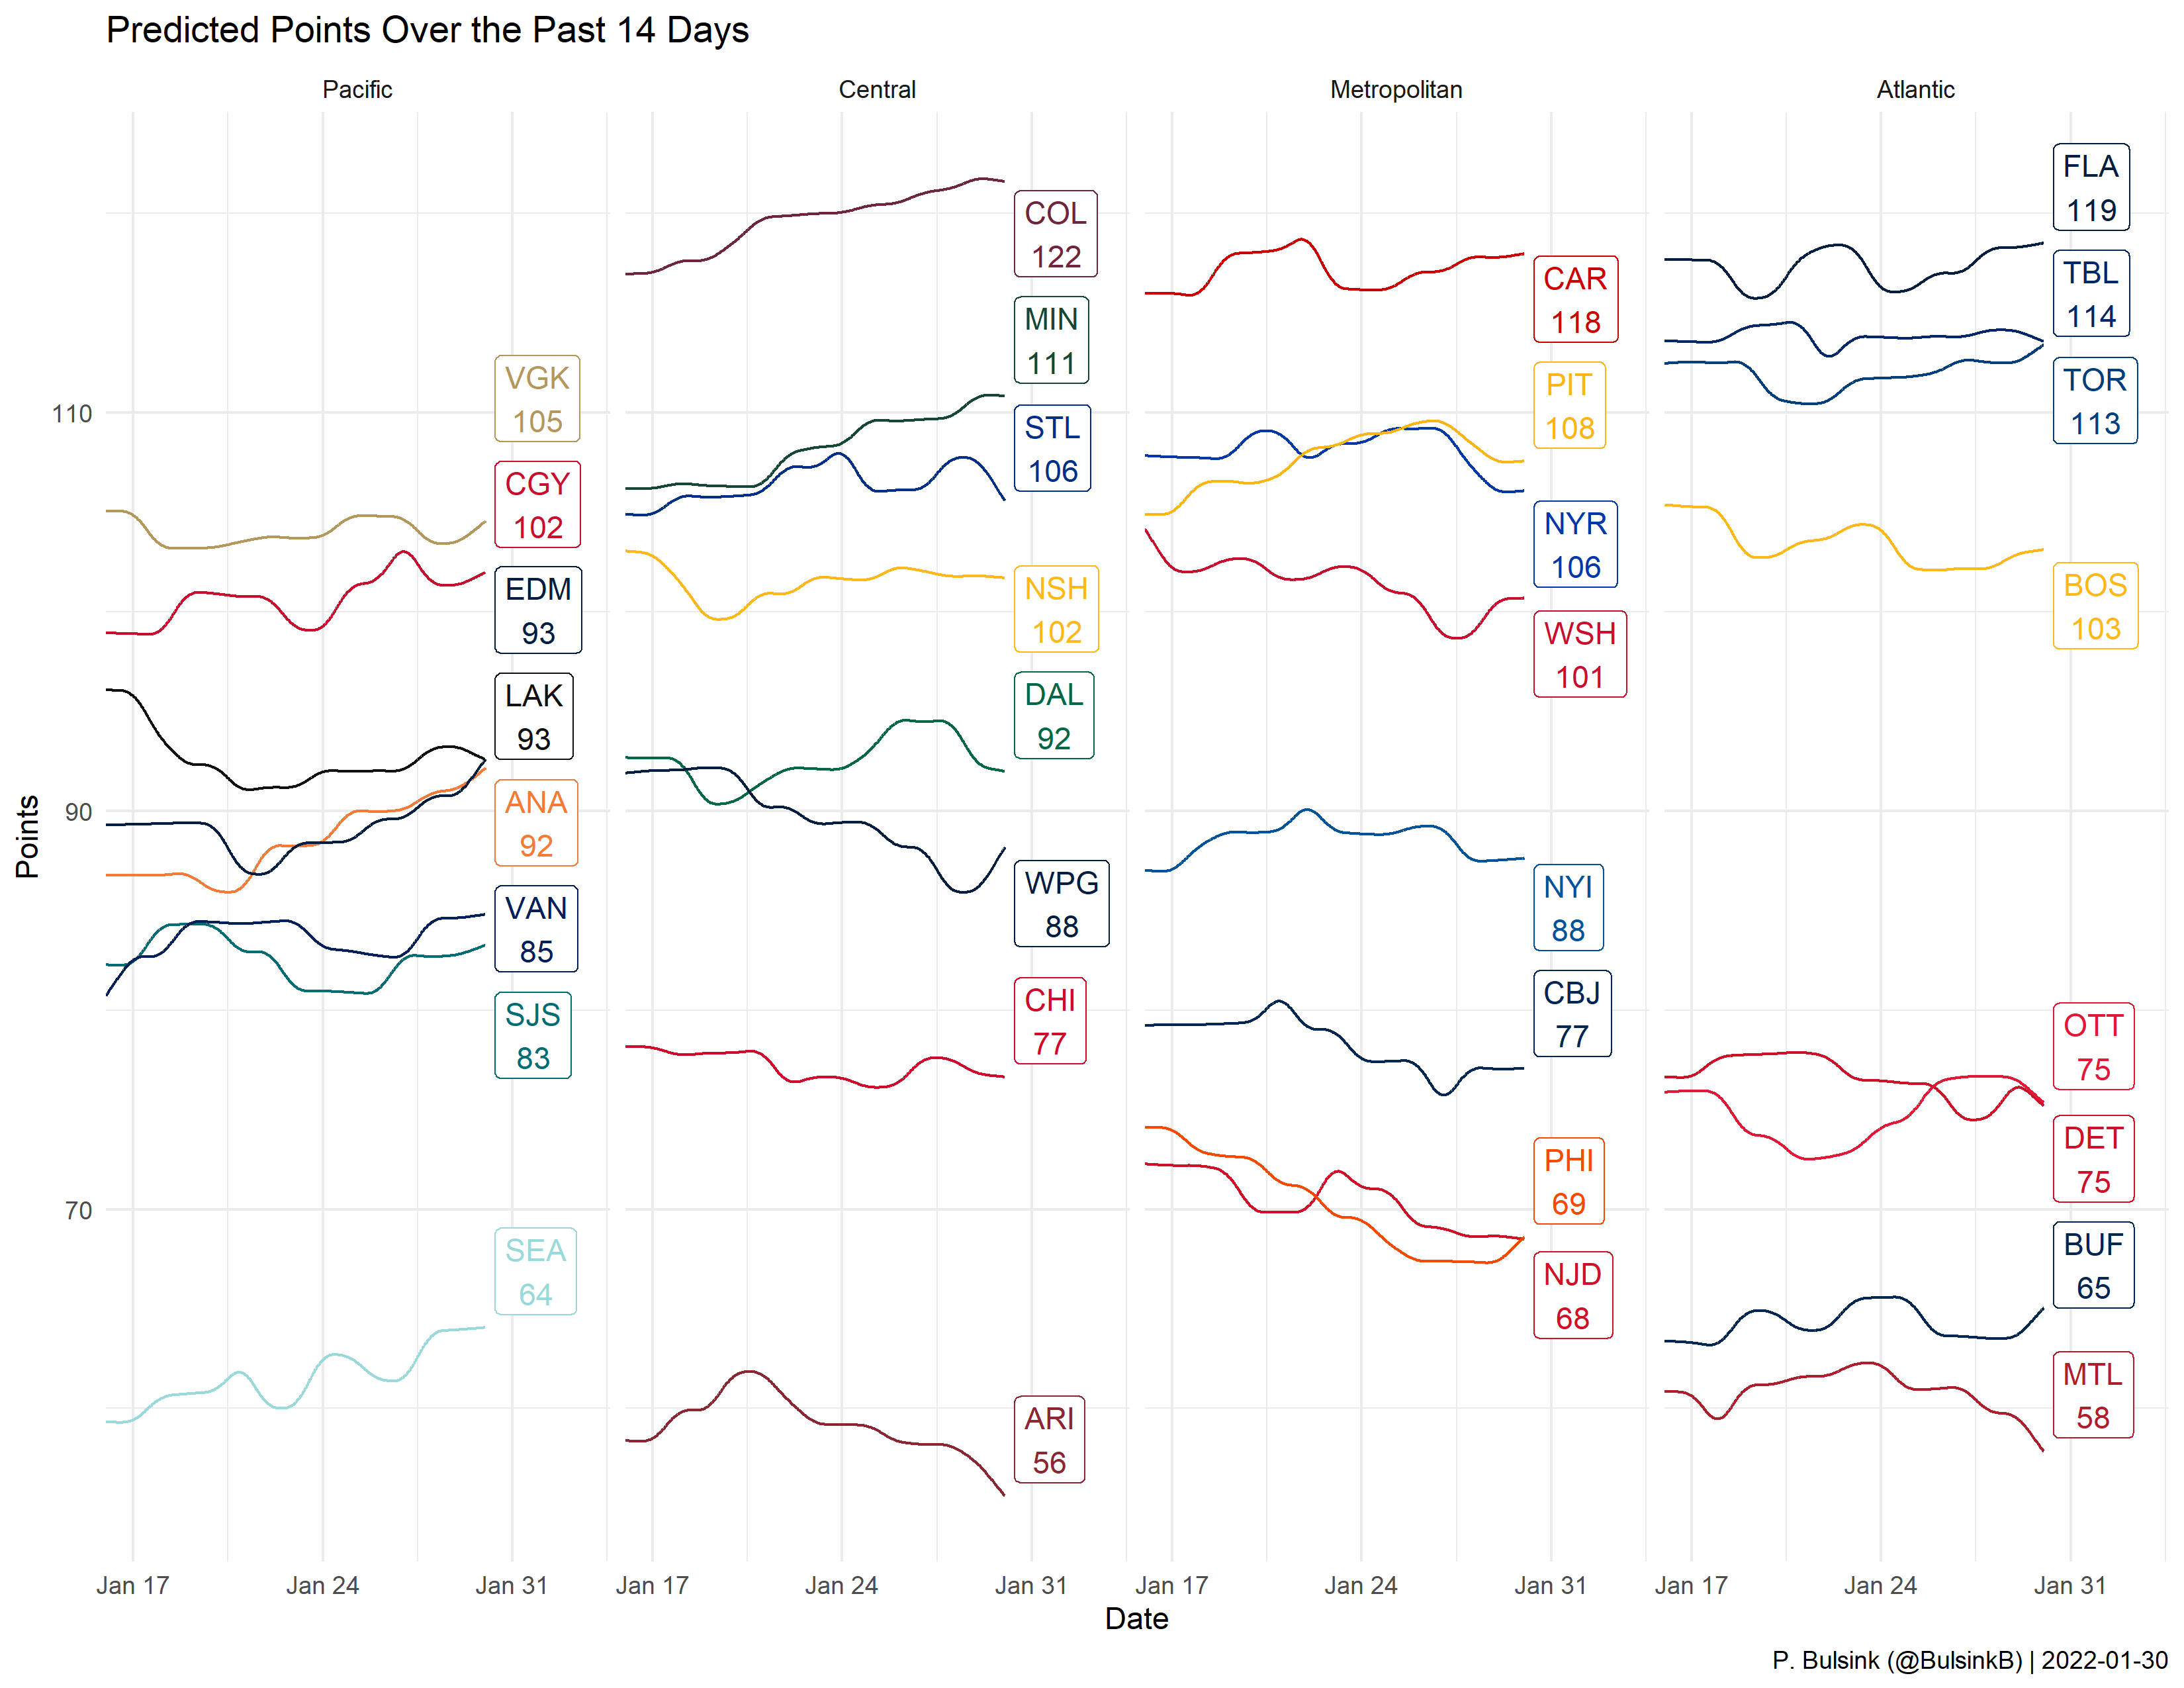 Predicted Points Over the Past 14 Days
Pacific
Central
Metropolitan
Atlantic
Points
110
90
70
VGK
105
CGY
102
EDM
93
LAK
93
ANA
92
VAN
85
SJS
83
SEA
64
COL
122
MIN
111
STL
106
NSH
102
DAL
92
WPG
88
CHI
77
ARI
56
CAR
118
PIT
108
NYR
106
WSH
101
NYI
88
CBJ
77
PHI
69
NJD
68
FLA
119
TBL
114
TOR
113
BOS
103
OTT
75
DET
75
BUF
65
MTL
58
Jan 17
Jan 24
Jan 31
Jan 17
Jan 24
Jan 31
Jan 17
Jan 24
Jan 31
Jan 17
Jan 24
Jan 31
Date
P. Bulsink (@BulsinkB) | 2022-01-30